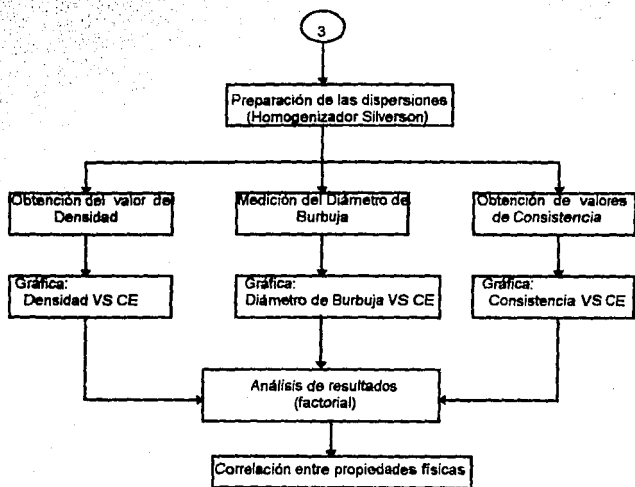 3
Preparación de las dispersiones
(Homogenizador Silverson)
Obtención del valor de
Densidad
Medición del Diámetro de
Burbuja
Obtención de valores
de Consistencia
Gráfica:
Densidad VS CE
Gráfica:
Diámetro de Burbuja VS CE
Gráfica:
Consistencia VS CE
Análisis de resultados
(factorial)
Correlación entre propiedades físicas